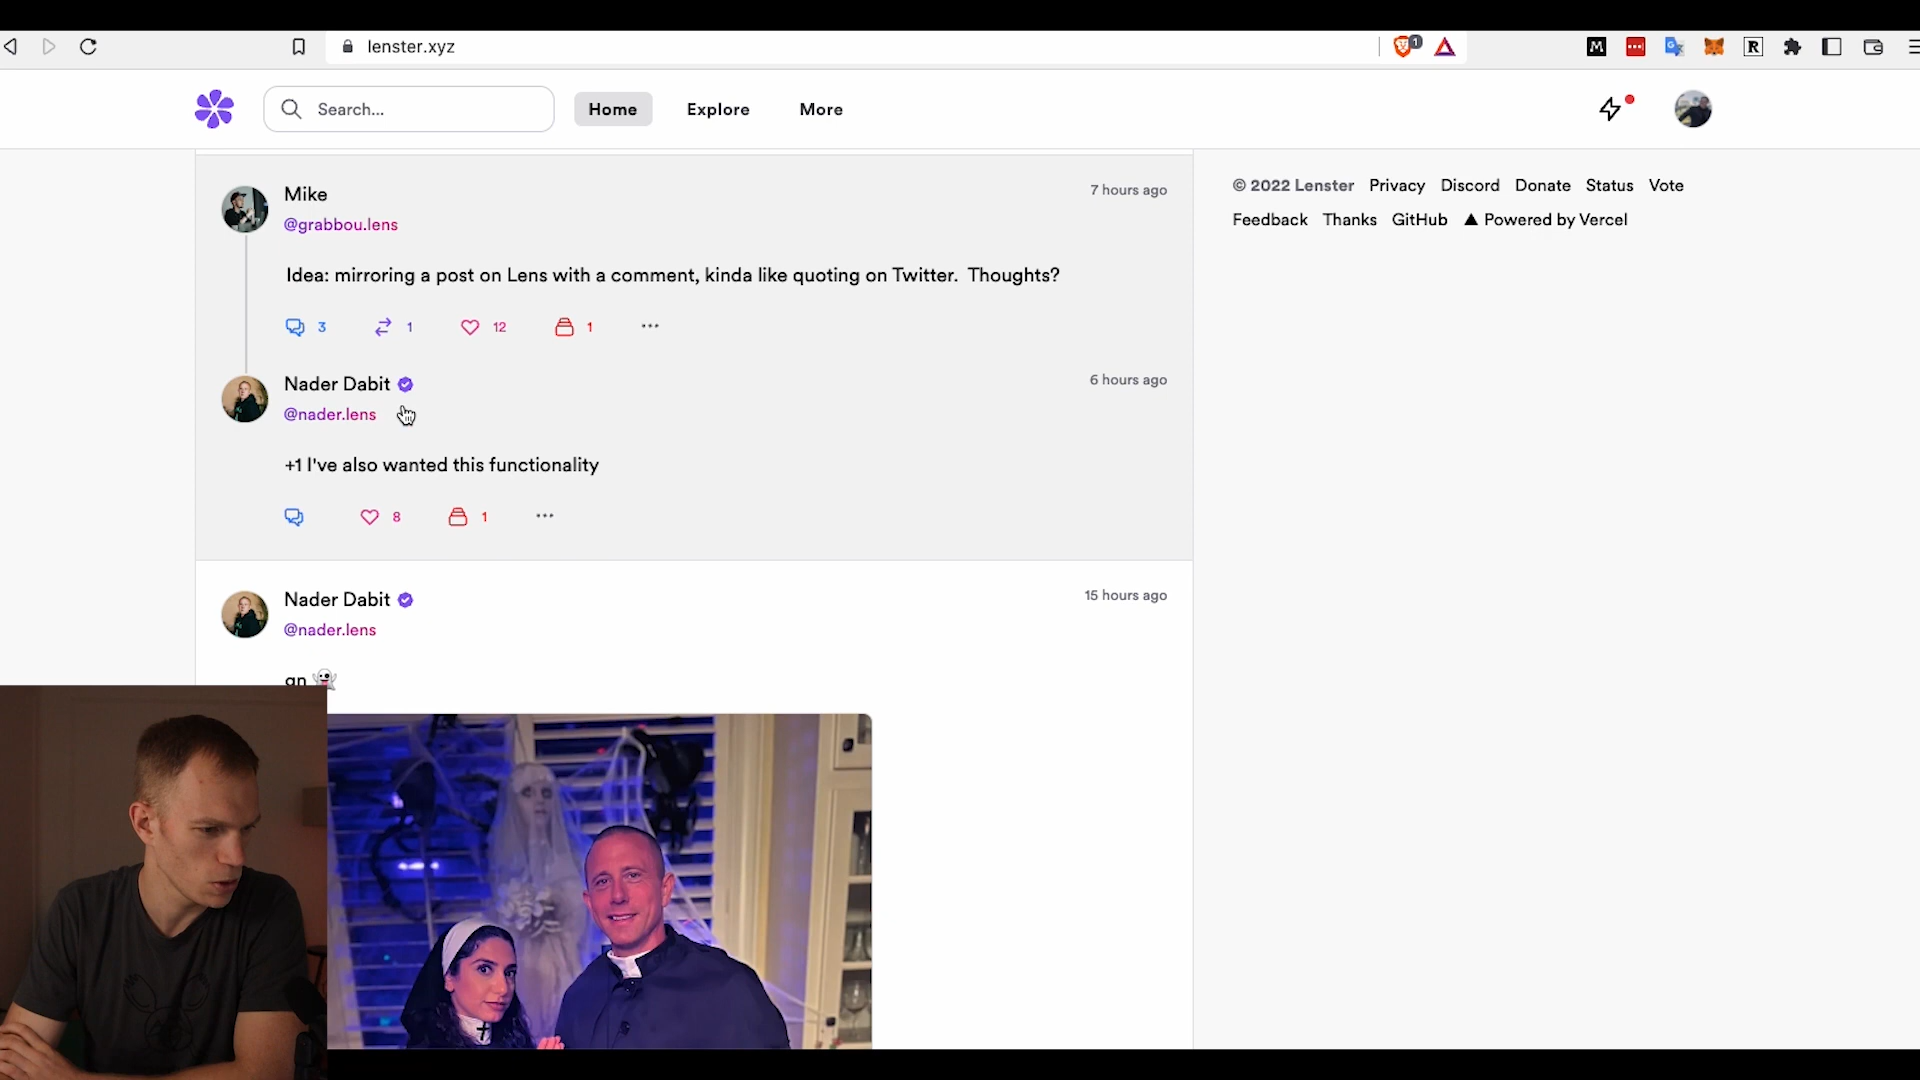 lenster.xyz
1
M
R
Search...
Home
Explore
More
Mike
7 hours ago
@grabbou.lens
Idea: mirroring a post on Lens with a comment, kinda like quoting on Twitter. Thoughts?
3
1
12
1
...
Nader Dabit
6 hours ago
@nader.lens
+1 I've also wanted this functionality
8
1
...
Nader Dabit
15 hours ago
@nader.lens
gn 👻
© 2022 Lenster Privacy Discord Donate Status Vote
Feedback Thanks GitHub ▲ Powered by Vercel